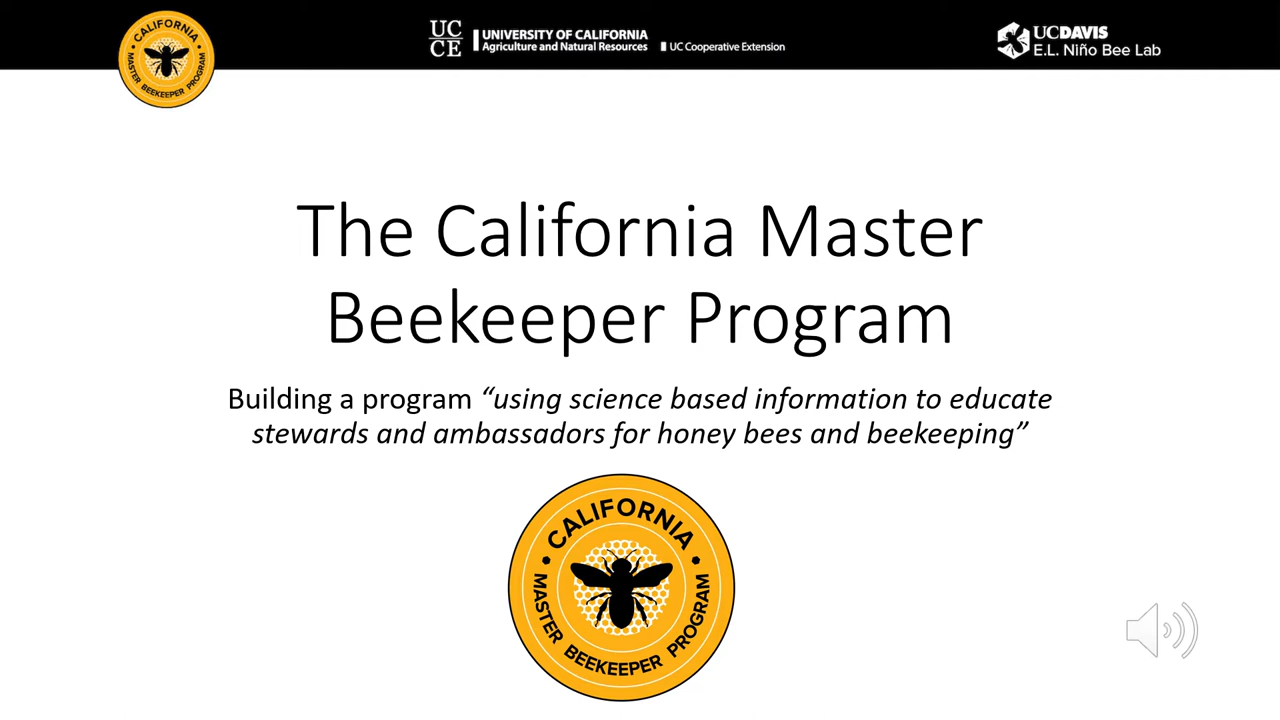 CALIFORNIA
MASTER BEEKEEPER PROGRAM
UC
CE
UNIVERSITY OF CALIFORNIA
Agriculture and Natural Resources
UC Cooperative Extension
UCDAVIS
E.L. Niño Bee Lab
The California Master
Beekeeper Program
Building a program “using science based information to educate
stewards and ambassadors for honey bees and beekeeping”
CALIFORNIA
MASTER BEEKEEPER PROGRAM